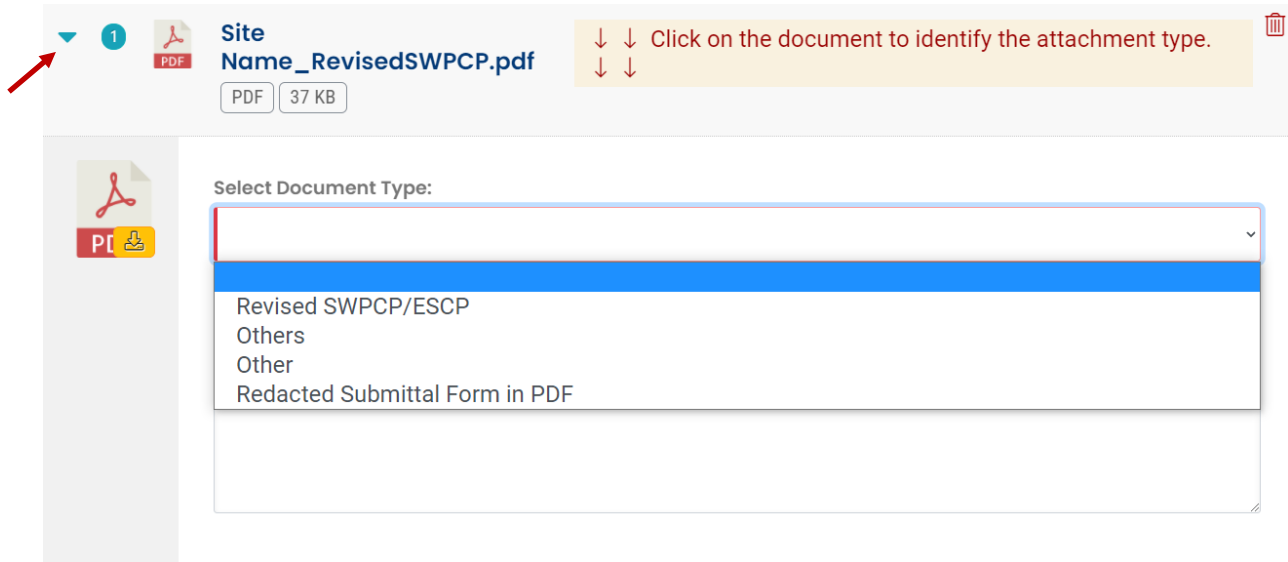 1
PDF
Site
Name_RevisedSWPCP.pdf
PDF 37 KB
↓ ↓ Click on the document to identify the attachment type.
↓ ↓
Select Document Type:
Revised SWPCP/ESCP
Others
Other
Redacted Submittal Form in PDF